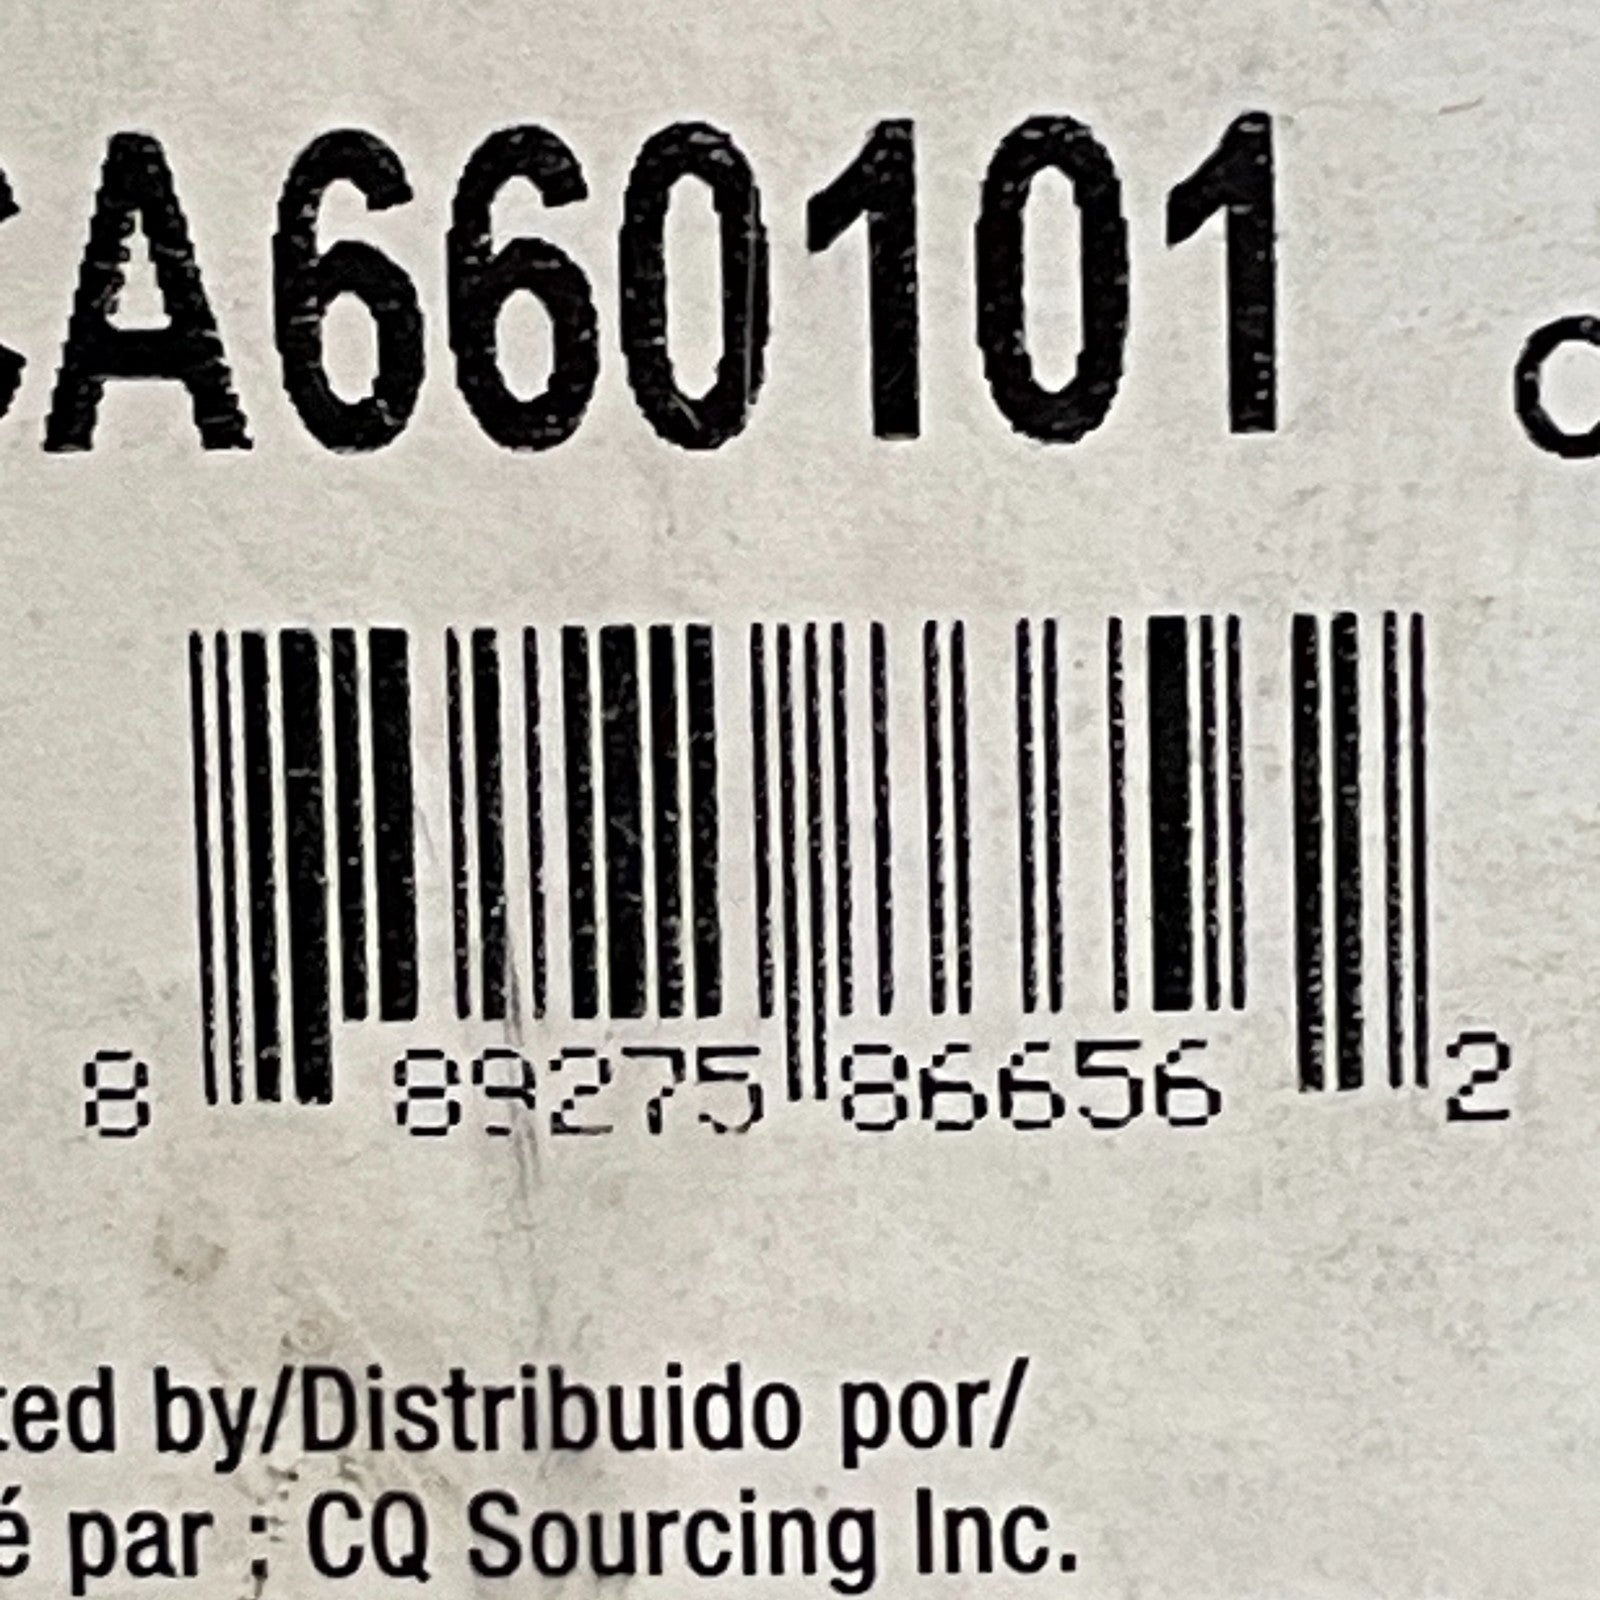 CA660101
8 89275 86656 2
ted by/Distribuido por/
é par : CQ Sourcing Inc.